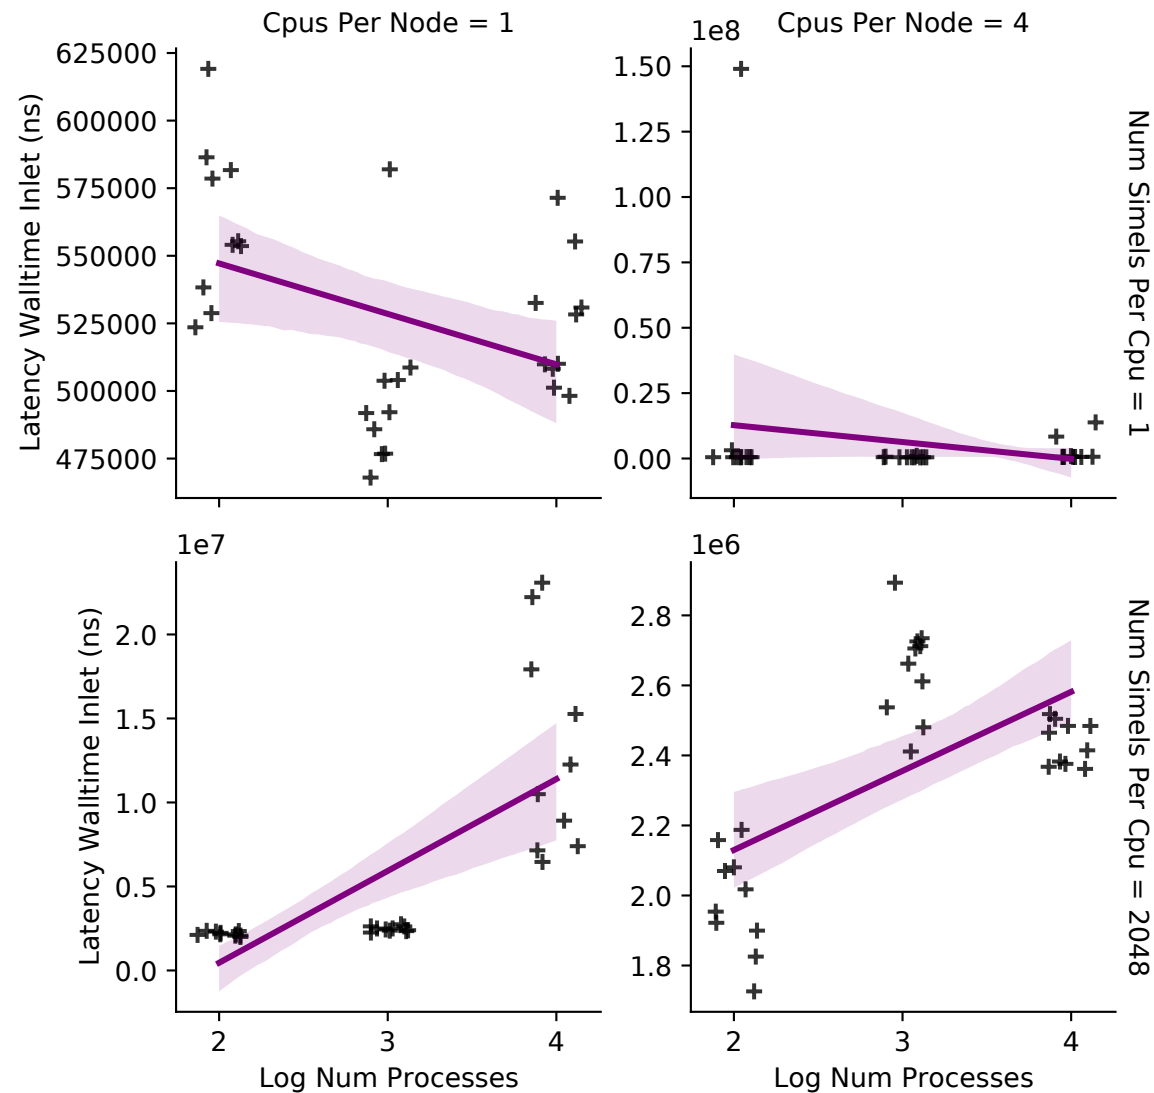 Cpus Per Node = 1
Cpus Per Node = 4
1e8
625000
600000
575000
550000
525000
500000
475000
Latency Walltime Inlet (ns)
1.50
1.25
1.00
0.75
0.50
0.25
0.00
Num Simels Per Cpu = 1
1e7
1e6
2.0
1.5
1.0
0.5
0.0
Latency Walltime Inlet (ns)
2.8
2.6
2.4
2.2
2.0
1.8
Num Simels Per Cpu = 2048
2 3 4
2 3 4
Log Num Processes
Log Num Processes